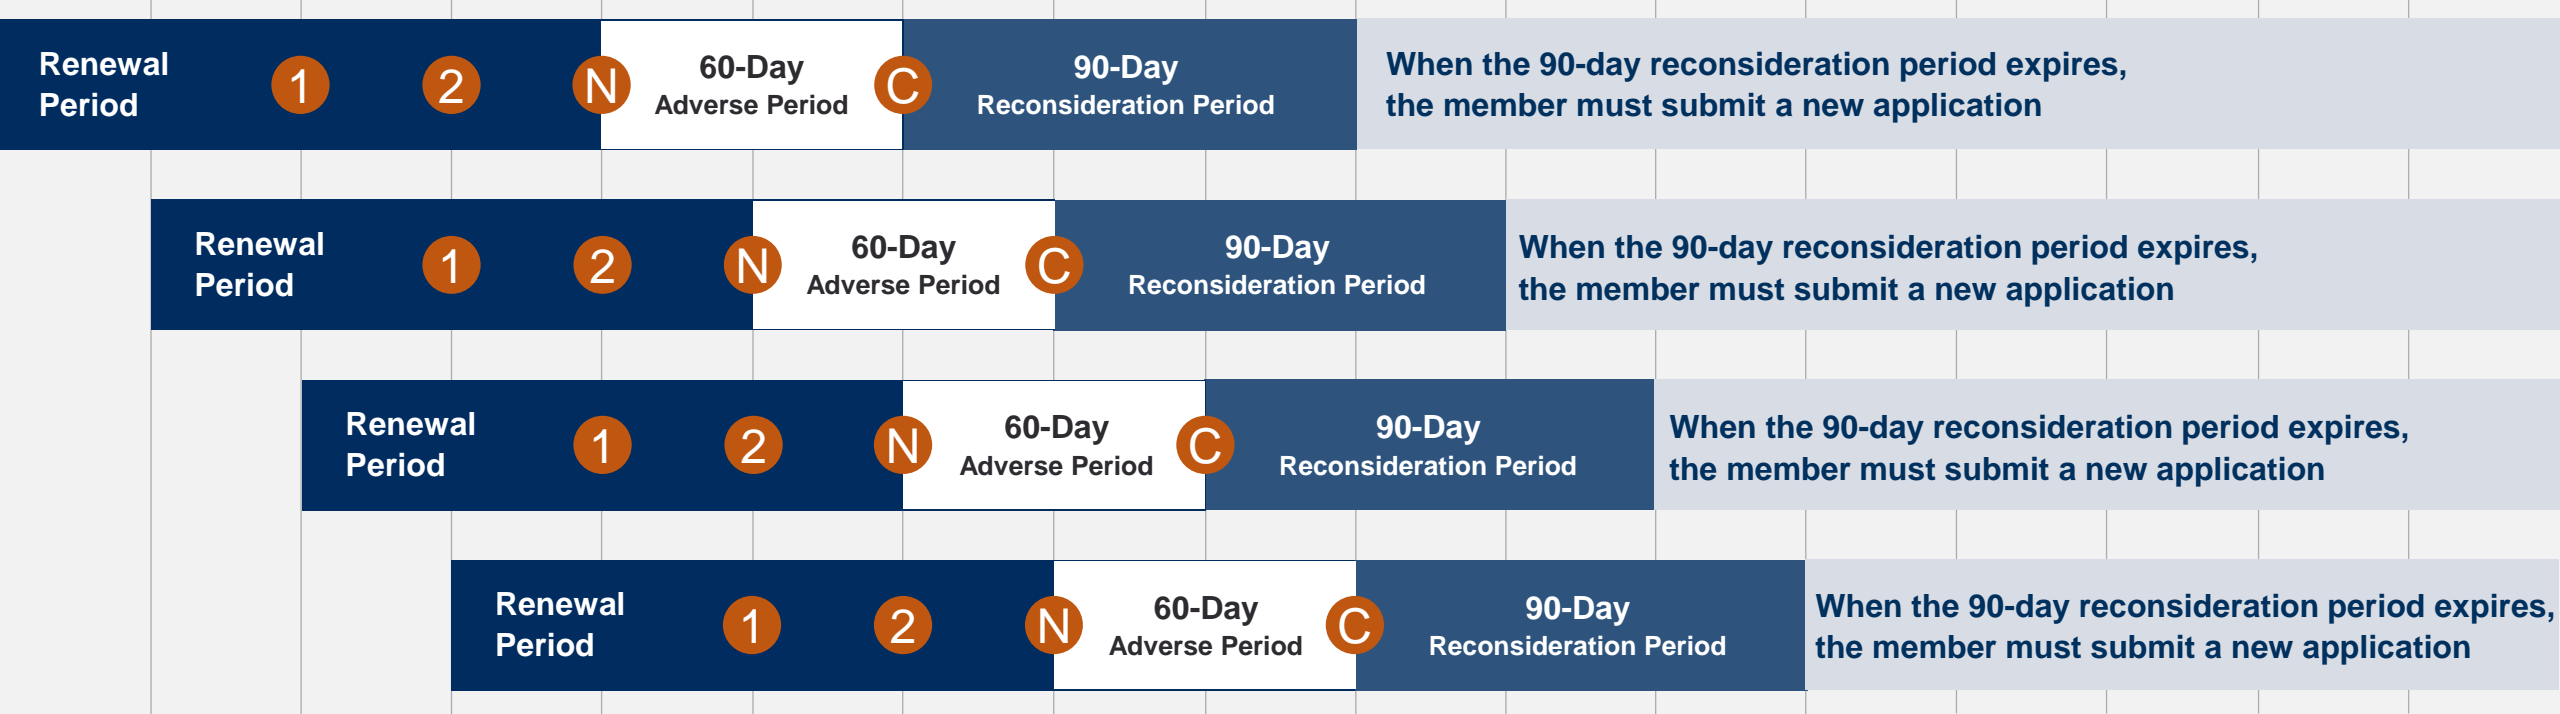 Renewal
Period
1
2
N
60-Day
Adverse Period
C
90-Day
Reconsideration Period
When the 90-day reconsideration period expires,
the member must submit a new application
Renewal
Period
1
2
N
60-Day
Adverse Period
C
90-Day
Reconsideration Period
When the 90-day reconsideration period expires,
the member must submit a new application
Renewal
Period
1
2
N
60-Day
Adverse Period
C
90-Day
Reconsideration Period
When the 90-day reconsideration period expires,
the member must submit a new application
Renewal
Period
1
2
N
60-Day
Adverse Period
C
90-Day
Reconsideration Period
When the 90-day reconsideration period expires,
the member must submit a new application